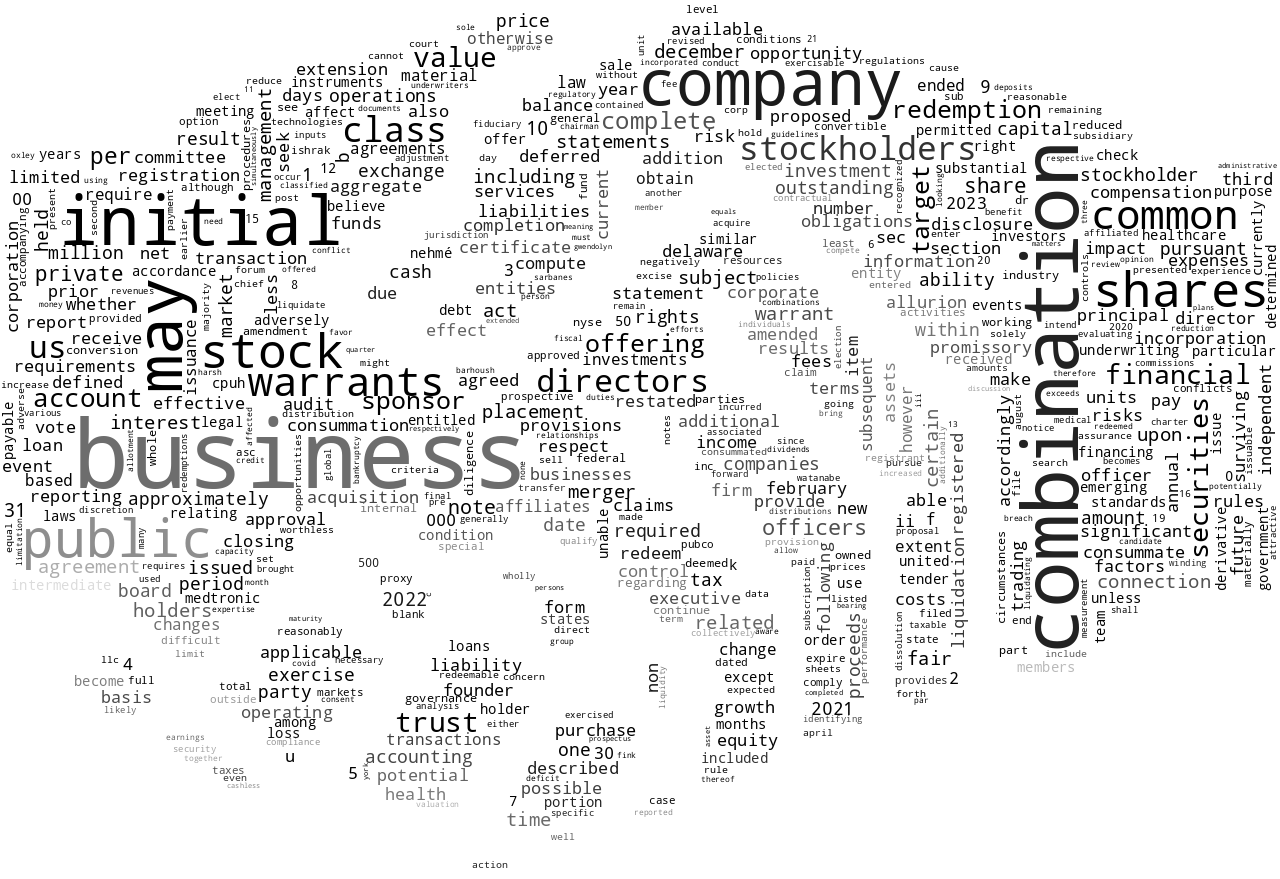 level
sole
price
court
otherwise
cannot
approve
available
revised
conditions 21
unit
december
opportunity
incorporated
conduct
exercisable
regulations
value
sale
without
law
year
fee
company
cause
ended
9
deposits
extension
material
instruments
underwriters
reduce
11
elect
days
operations
regulatory
contained
balance
corp
sub
reasonable
redemption
remaining
meeting
see
affect
documents
also
fiduciary
general
chairman
proposed
convertible
option
technologies
class
offer
10
statements
complete
risk
hold
guidelines
permitted
capital
reduced
subsidiary
result
management
seek
inputs
agreements
day
deferred
addition
stockholders
right
check
oxley
years
per
committee
procedures
simultaneously
ishrak
b
adjustment
exchange
including
fund
obtain
elected
investment
substantial
respective
administrative
limited
registration
occur
1
12
classified
aggregate
services
another
contractual
outstanding
recognized
target
looking
share
stockholder
third
00
although
post
believe
liabilities
current
member
number
2023
dr
compensation
purpose
require
initial
funds
completion
meaning
equals
acquire
obligations
disclosure
benefit
three
common
held
present
co
second
payment
need
15
jurisdiction
certificate
must
gwendolyn
similar
least
6
sec
enter
investors
affiliated
healthcare
currently
corporation
accompanying
million
net
earlier
conflict
nehmé
delaware
compete
section
matters
impact
pursuant
determined
transaction
3
compute
negatively
resources
information
20
controls
review
opinion
expenses
private
accordance
forum
offered
cash
entities
sarbanes
excise
policies
subject
entity
ability
industry
presented
experience
prior
using
revenues
chief
8
due
person
statement
corporate
entered
shares
money
whether
may
majority
market
less
liquidate
debt
act
extended
remain
combinations
warrant
allurion
events
intend
2020
plans
report
provided
issuance
adversely
effect
nyse
50
rights
efforts
individuals
activities
working
principal
director
us
receive
amendment
favor
fiscal
offering
amended
within
solely
evaluating
reduction
conversion
stock
quarter
might
approved
investments
results
election
item
promissory
underwriting
incorporation
particular
requirements
harsh
barhoush
directors
fees
claim
received
amounts
therefore
commissions
increase
defined
cpuh
warrants
agreed
prospective
duties
terms
subsequent
assets
make
discussion
exceeds
conflicts
financial
independent
account
effective
audit
sponsor
restated
parties
going
bring
however
iii
august
units
pay
charter
adverse
various
vote
interest
legal
distribution
entitled
placement
incurred
additional
certain
13
notice
medical
risks
redeemed
issue
payable
loan
allotment
whole
affected
consummation
respectively
provisions
notes
associated
since
additionally
accordingly
combination
assurance
upon
surviving
issuable
event
redemptions
asc
credit
business
relationships
respect
income
consummated
dividends
registrant
pursue
increased
search
financing
becomes
based
opportunities
global
bankruptcy
criteria
none
diligence
sell
federal
companies
inc
watanabe
file
officer
annual
securities
0
potentially
reporting
approximately
acquisition
final
transfer
businesses
forward
february
emerging
16
31
laws
discretion
relating
internal
pre
note
merger
claims
firm
distributions
new
able
breach
standards
rules
equal
limitation
approval
worthless
000
generally
affiliates
made
provide
ii
f
amount
19
future
public
many
closing
condition
date
unable
required
pubco
officers
proposal
registered
candidate
significant
derivative
materially
attractive
capacity
special
qualify
redeem
provision
extent
circumstances
consummate
winding
agreement
requires
set
500
control
deemed
k
allow
united
liquidation
trading
factors
intermediate
issued
brought
proxy
wholly
regarding
tax
paid
owned
prices
tender
liquidating
connection
board
used
period
month
2022
persons
executive
data
following
use
costs
unless
holders
medtronic
blank
form
continue
subscription
listed
bearing
filed
end
measurement
shall
changes
expertise
states
term
related
proceeds
performance
taxable
team
difficult
maturity
reasonably
direct
collectively
aware
order
dissolution
state
part
include
limit
applicable
loans
group
change
expire
fair
members
llc
4
covid
necessary
liability
non
liquidity
dated
sheets
become
full
exercise
redeemable
concern
except
comply
provides
2
basis
total
party
markets
founder
expected
completed
forth
likely
outside
consent
governance
holder
growth
2021
par
operating
analysis
exercised
months
identifying
among
trust
either
purchase
asset
equity
april
earnings
loss
compliance
transactions
prospectus
security
u
accounting
one
30
fink
included
together
taxes
5
york
described
rule
even
potential
deficit
thereof
cashless
health
possible
valuation
7
portion
case
specific
reported
time
well
action